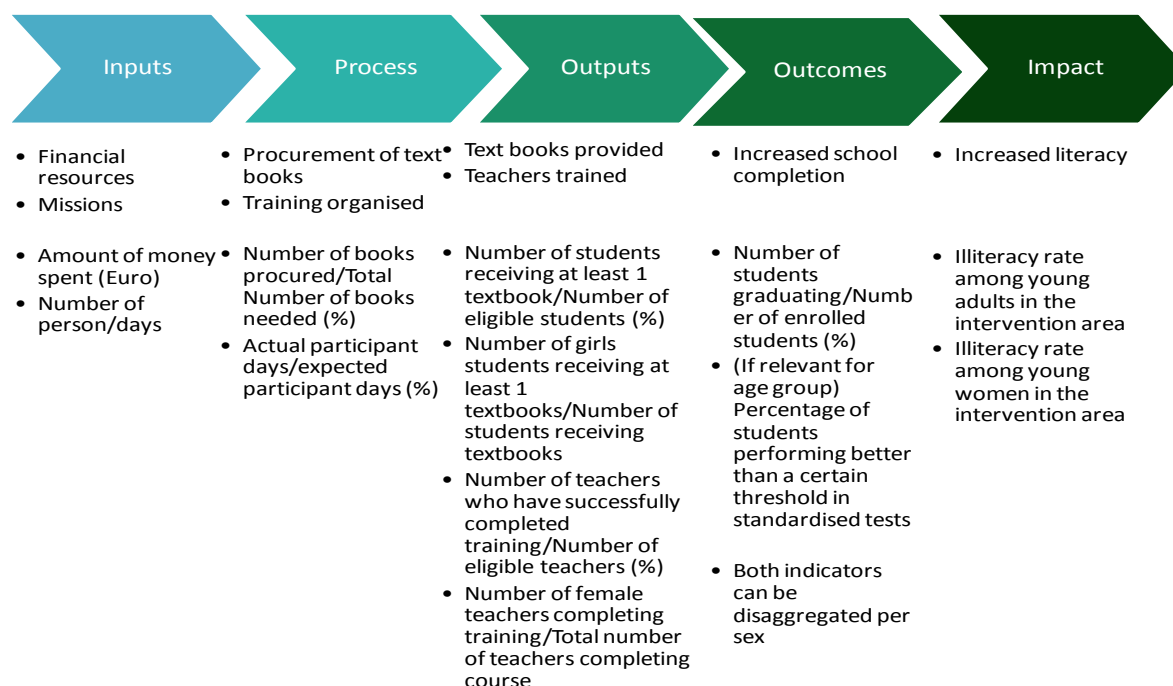 Inputs
Process
Outputs
Outcomes
Impact
• Financial
resources
• Missions
• Amount of money
spent (Euro)
• Number of
person/days
• Procurement of text
books
• Training organised
• Number of books
procured/Total
Number of books
needed (%)
• Actual participant
days/expected
participant days (%)
• Text books provided
• Teachers trained
• Number of students
receiving at least 1
textbook/Number of
eligible students (%)
• Number of girls
students receiving at
least 1
textbooks/Number of
students receiving
textbooks
• Number of teachers
who have successfully
completed
training/Number of
eligible teachers (%)
• Number of female
teachers completing
training/Total number
of teachers completing
course
• Increased school
completion
• Number of
students
graduating/Numb
er of enrolled
students (%)
• (If relevant for
age group)
Percentage of
students
performing better
than a certain
threshold in
standardised tests
• Both indicators
can be
disaggregated per
sex
• Increased literacy
• Illiteracy rate
among young
adults in the
intervention area
• Illiteracy rate
among young
women in the
intervention area